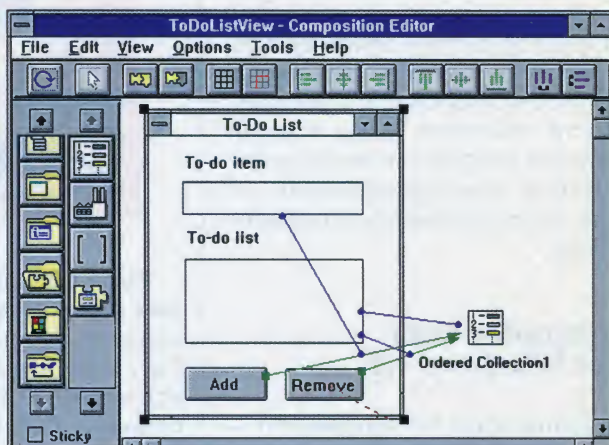 ToDoListView - Composition Editor
File Edit View Options Tools Help
To-Do List
To-do item
To-do list
Ordered Collection1
Add Remove
Sticky